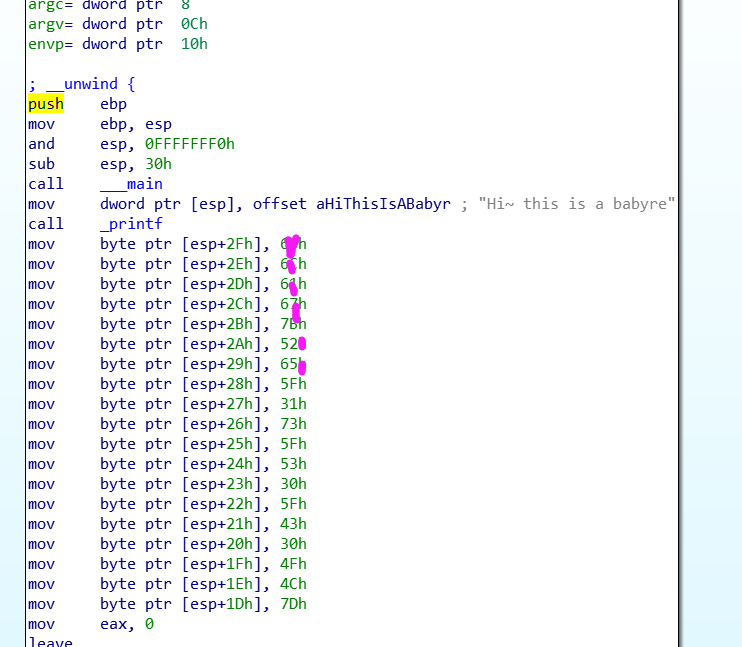 argc= dword ptr 8
argv= dword ptr 0Ch
envp= dword ptr 10h
; __unwind {
push ebp
mov ebp, esp
and esp, 0FFFFFFF0h
sub esp, 30h
call ___main
mov dword ptr [esp], offset aHiThisIsABabyr ; "Hi~ this is a babyre"
call _printf
mov byte ptr [esp+2Fh],
mov byte ptr [esp+2Eh], 6Ch
mov byte ptr [esp+2Dh], 61h
mov byte ptr [esp+2Ch], 67h
mov byte ptr [esp+2Bh], 7Bh
mov byte ptr [esp+2Ah], 52
mov byte ptr [esp+29h], 65h
mov byte ptr [esp+28h], 5Fh
mov byte ptr [esp+27h], 31h
mov byte ptr [esp+26h], 73h
mov byte ptr [esp+25h], 5Fh
mov byte ptr [esp+24h], 53h
mov byte ptr [esp+23h], 30h
mov byte ptr [esp+22h], 5Fh
mov byte ptr [esp+21h], 43h
mov byte ptr [esp+20h], 30h
mov byte ptr [esp+1Fh], 4Fh
mov byte ptr [esp+1Eh], 4Ch
mov byte ptr [esp+1Dh], 7Dh
mov eax, 0
leave